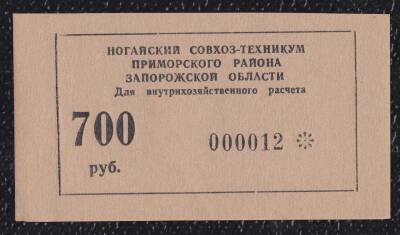 НОГАЙСКИЙ СОВХОЗ-ТЕХНИКУМ
ПРИМОРСКОГО РАЙОНА
ЗАПОРОЖСКОЙ ОБЛАСТИ
Для внутрихозяйственного расчета
700
руб.
000012 ※